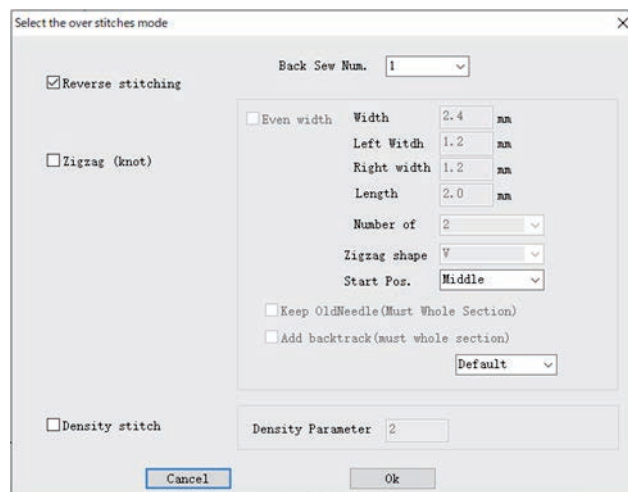 Select the over stitches mode
Back Sew Num. 1
Reverse stitching
Even width Width 2.4 mm
Left Witdh 1.2 mm
Zigzag (knot)
Right width 1.2 mm
Length 2.0 mm
Number of 2
Zigzag shape V
Start Pos. Middle
Keep OldNeedle(Must Whole Section)
Add backtrack(must whole section)
Default
Density stitch Density Parameter 2
Cancel Ok